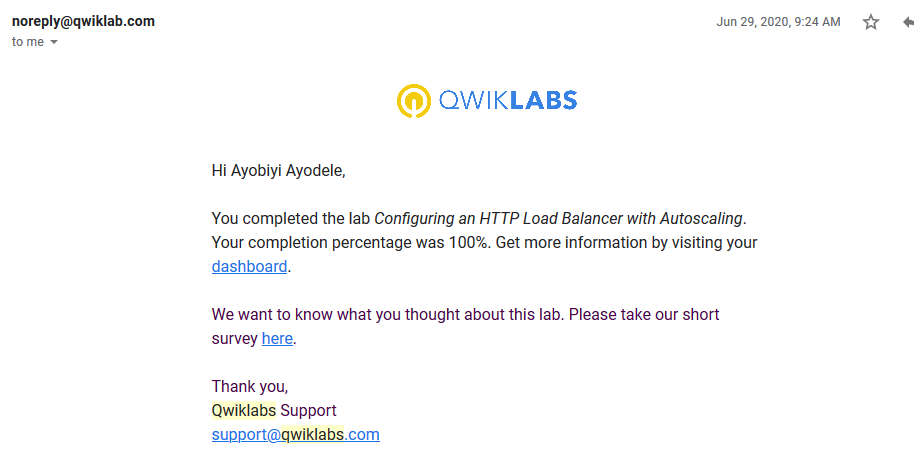 noreply@qwiklab.com
Jun 29, 2020, 9:24 AM
to me
QWIKLABS
Hi Ayobiyi Ayodele,
You completed the lab Configuring an HTTP Load Balancer with Autoscaling.
Your completion percentage was 100%. Get more information by visiting your
dashboard.
We want to know what you thought about this lab. Please take our short
survey here.
Thank you,
Qwiklabs Support
support@qwiklabs.com